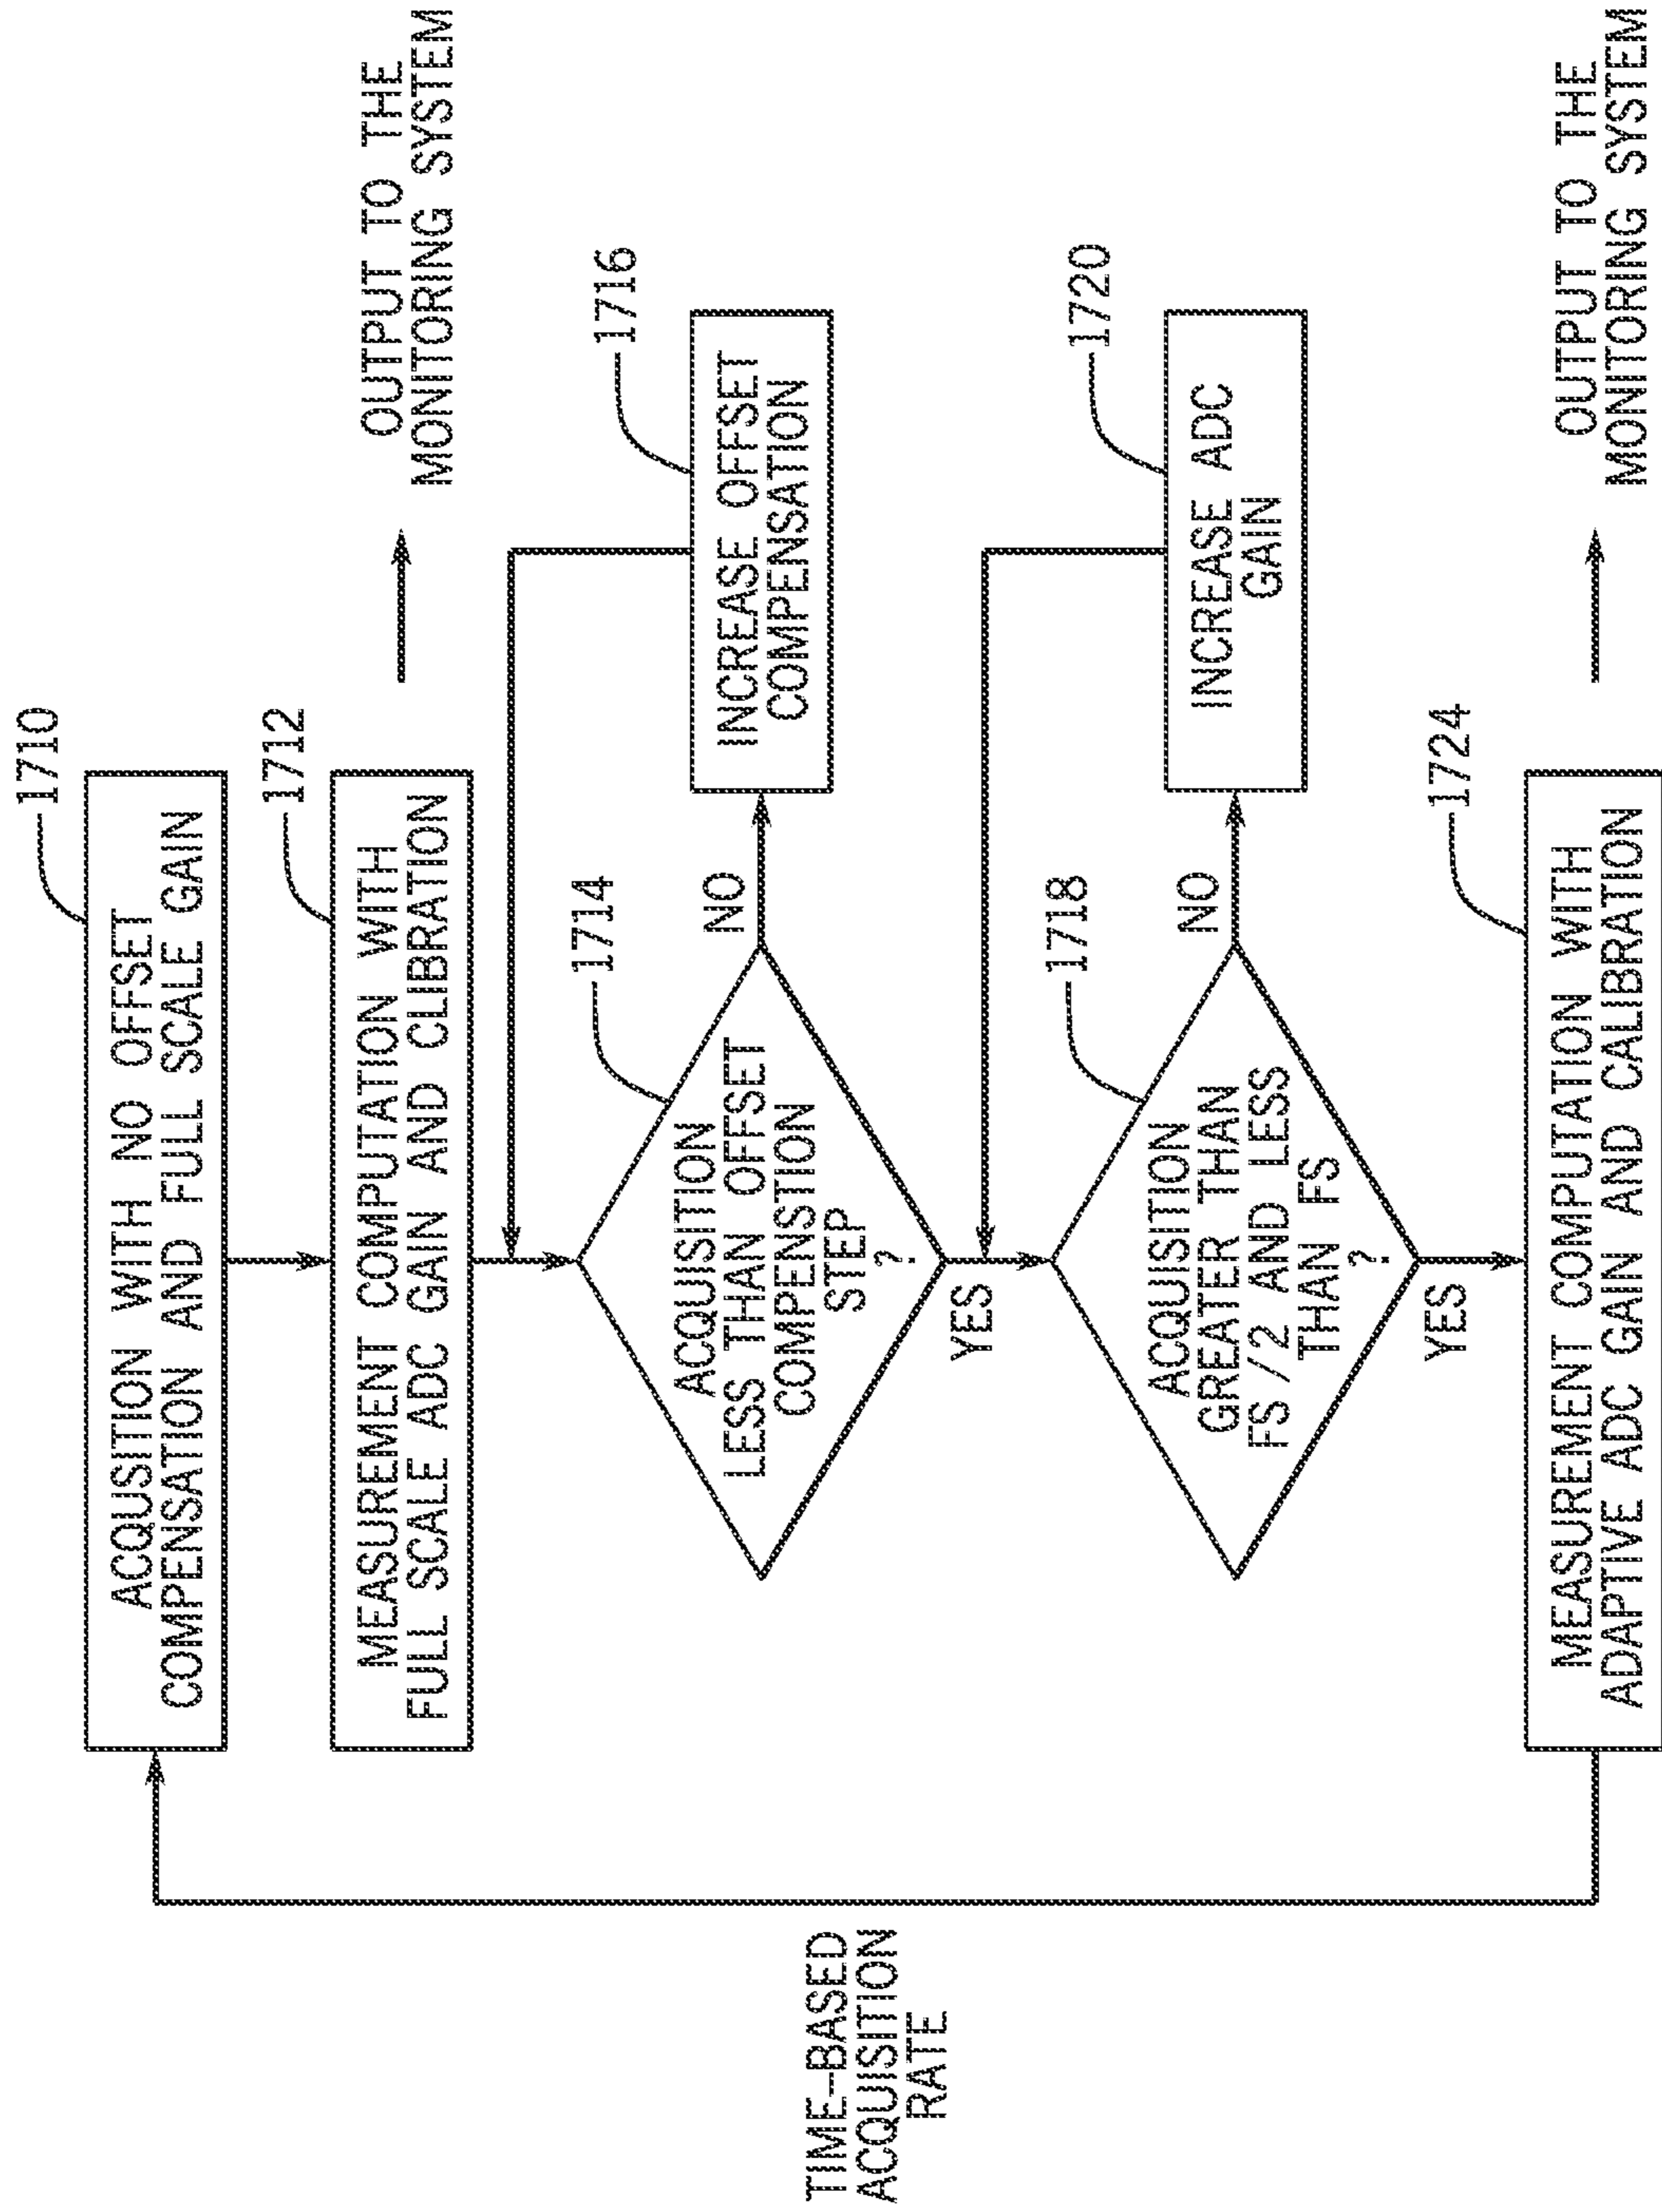 1710
ACQUSITION WITH NO OFFSET
COMPENSATION AND FULL SCALE GAIN
1712
MEASUREMENT COMPUTATION WITH
FULL SCALE ADC GAIN AND CLIBRATION
OUTPUT TO THE
MONITORING SYSTEM
1714
ACQUISITION
LESS THAN OFFSET
COMPENSTION
STEP
?
NO
1716
INCREASE OFFSET
COMPENSATION
YES
TIME-BASED
ACQUISITION
RATE
1718
ACQUISITION
GREATER THAN
FS/2 AND LESS
THAN FS
?
NO
1720
INCREASE ADC
GAIN
YES
1724
MEASUREMENT COMPUTATION WITH
ADAPTIVE ADC GAIN AND CALIBRATION
OUTPUT TO THE
MONITORING SYSTEM